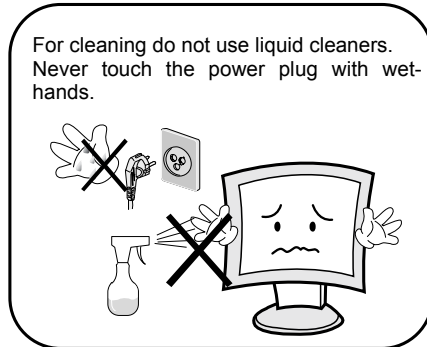 For cleaning do not use liquid cleaners.
Never touch the power plug with wet-
hands.